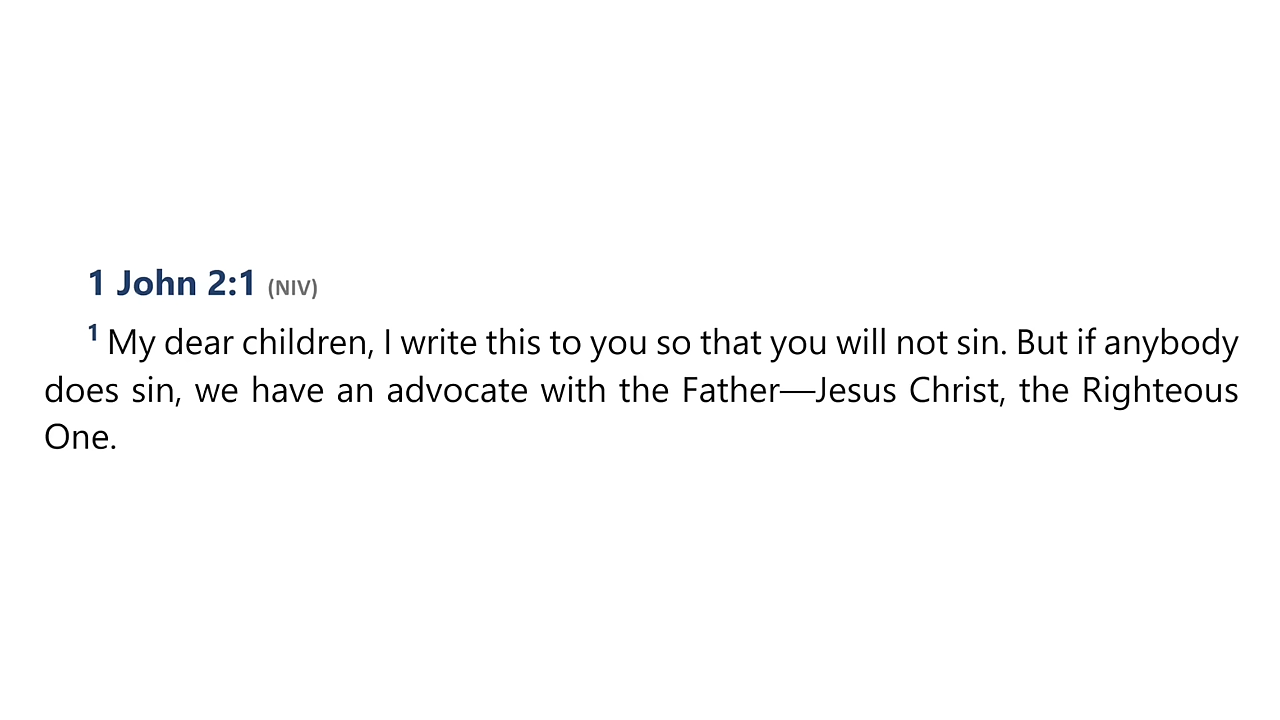 1 John 2:1 (NIV)
1 My dear children, I write this to you so that you will not sin. But if anybody
does sin, we have an advocate with the Father—Jesus Christ, the Righteous
One.